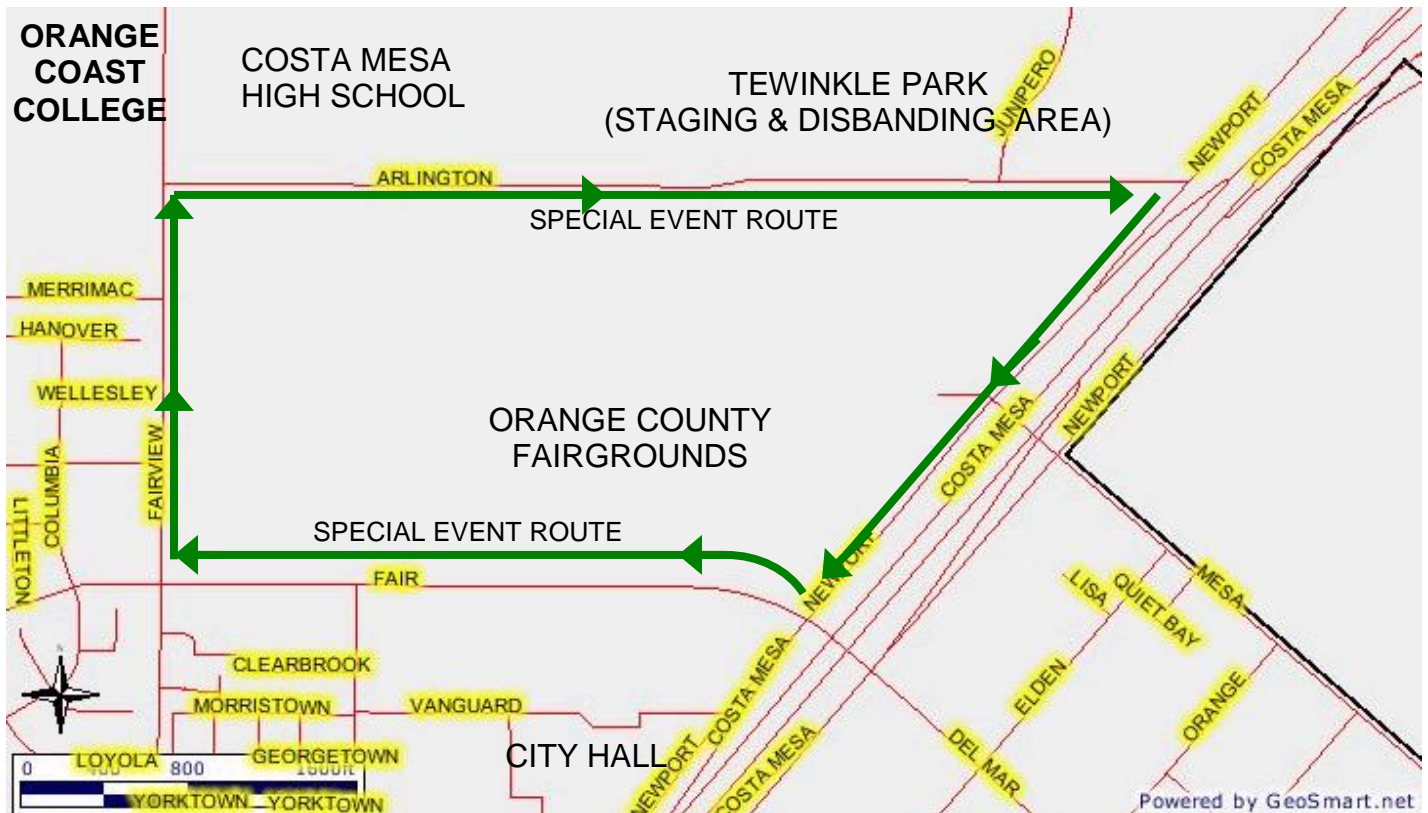 ORANGE
COAST
COLLEGE
COSTA MESA
HIGH SCHOOL
TEWINKLE PARK
(STAGING & DISBANDING AREA)
JUNIPERO
NEWPORT
COSTA MESA
ARLINGTON
SPECIAL EVENT ROUTE
MERRIMAC
HANOVER
WELLESLEY
FAIRVIEW
COLUMBIA
LITTLETON
ORANGE COUNTY
FAIRGROUNDS
COSTA MESA
NEWPORT
SPECIAL EVENT ROUTE
FAIR
NEWPORT
MESA
LISA
QUIET BAY
CLEARBROOK
MORRISTOWN
VANGUARD
COSTA MESA
ELDEN
ORANGE
DEL MAR
LOYOLA
GEORGETOWN
CITY HALL
NEWPORT
COSTA MESA
0 400 800 1600ft
YORKTOWN YORKTOWN
Powered by GeoSmart.net